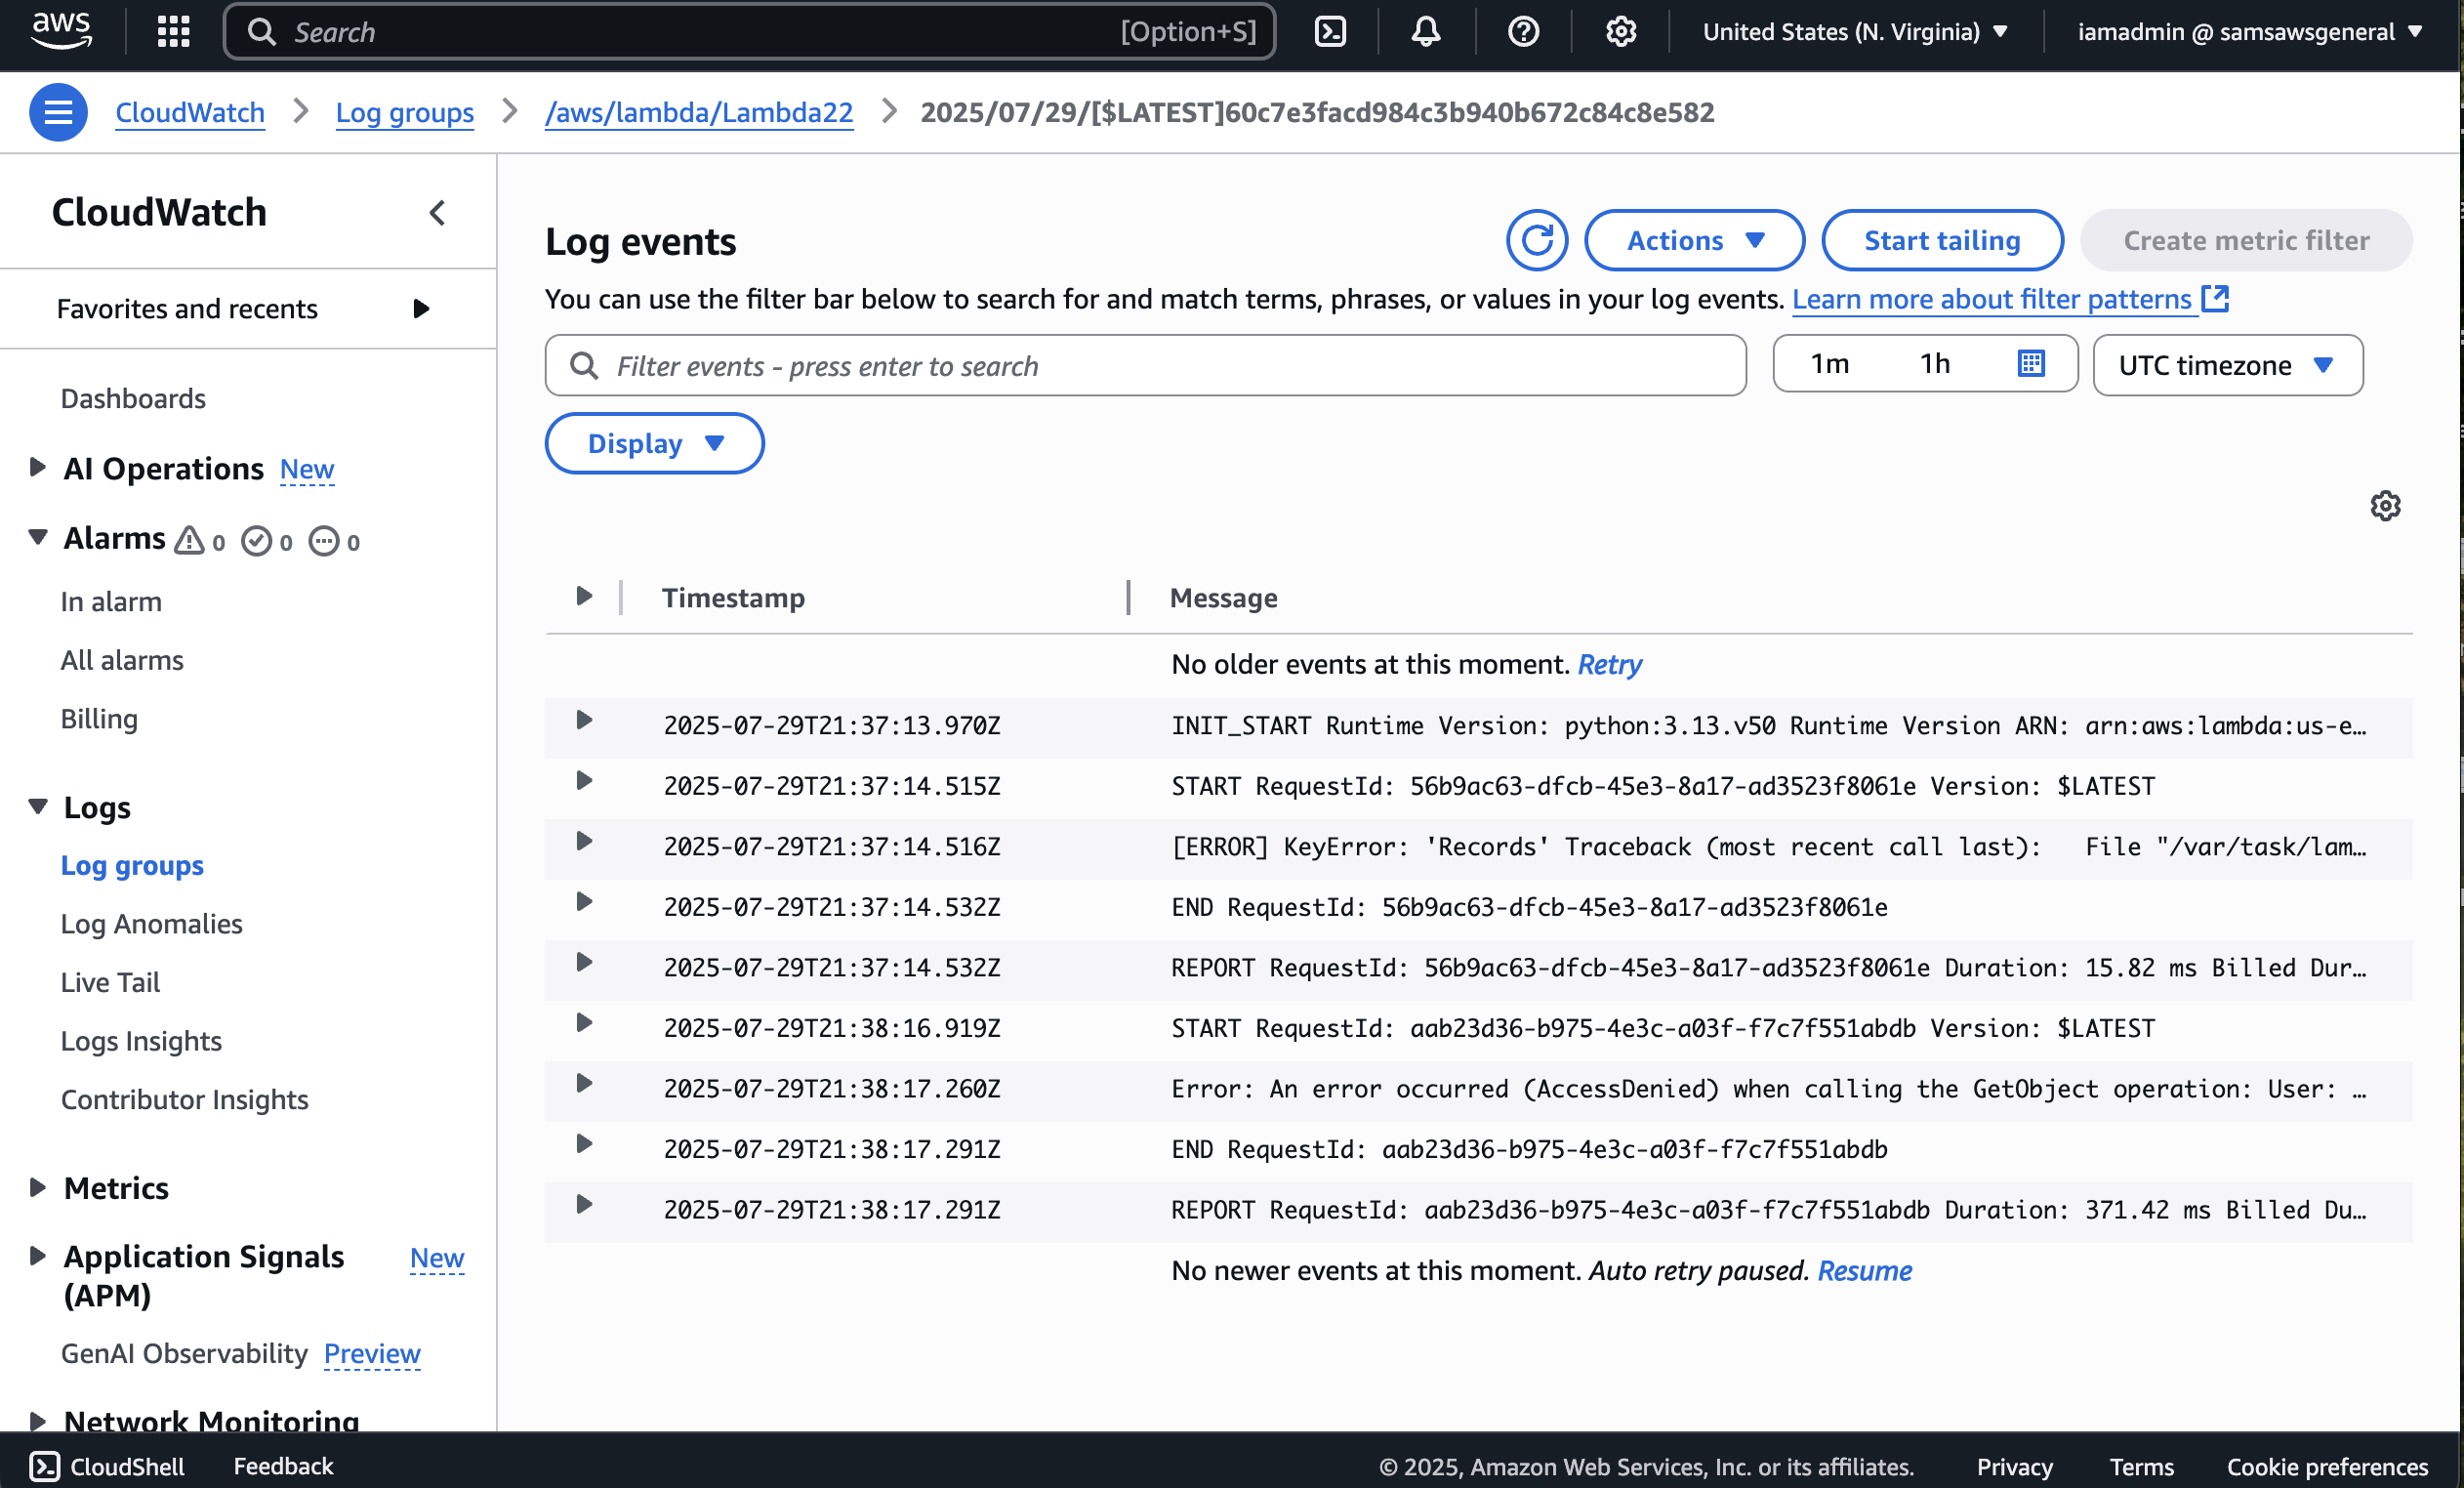 aws
Search [Option+S] United States (N. Virginia) iamadmin @ samsawsgeneral
CloudWatch Log groups /aws/lambda/Lambda22 2025/07/29/[$LATEST]60c7e3facd984c3b940b672c84c8e582
CloudWatch
Favorites and recents
Dashboards
AI Operations New
Alarms 0 0 0
In alarm
All alarms
Billing
Logs
Log groups
Log Anomalies
Live Tail
Logs Insights
Contributor Insights
Metrics
Application Signals New
(APM)
GenAI Observability Preview
Network Monitoring
Log events
Actions Start tailing Create metric filter
You can use the filter bar below to search for and match terms, phrases, or values in your log events. Learn more about filter patterns
Filter events - press enter to search 1m 1h UTC timezone
Display
Timestamp Message
No older events at this moment. Retry
2025-07-29T21:37:13.970Z INIT_START Runtime Version: python:3.13.v50 Runtime Version ARN: arn:aws:lambda:us-e…
2025-07-29T21:37:14.515Z START RequestId: 56b9ac63-dfcb-45e3-8a17-ad3523f8061e Version: $LATEST
2025-07-29T21:37:14.516Z [ERROR] KeyError: 'Records' Traceback (most recent call last): File "/var/task/lam…
2025-07-29T21:37:14.532Z END RequestId: 56b9ac63-dfcb-45e3-8a17-ad3523f8061e
2025-07-29T21:37:14.532Z REPORT RequestId: 56b9ac63-dfcb-45e3-8a17-ad3523f8061e Duration: 15.82 ms Billed Dur…
2025-07-29T21:38:16.919Z START RequestId: aab23d36-b975-4e3c-a03f-f7c7f551abdb Version: $LATEST
2025-07-29T21:38:17.260Z Error: An error occurred (AccessDenied) when calling the GetObject operation: User: …
2025-07-29T21:38:17.291Z END RequestId: aab23d36-b975-4e3c-a03f-f7c7f551abdb
2025-07-29T21:38:17.291Z REPORT RequestId: aab23d36-b975-4e3c-a03f-f7c7f551abdb Duration: 371.42 ms Billed Du…
No newer events at this moment. Auto retry paused. Resume
CloudShell Feedback © 2025, Amazon Web Services, Inc. or its affiliates. Privacy Terms Cookie preferences